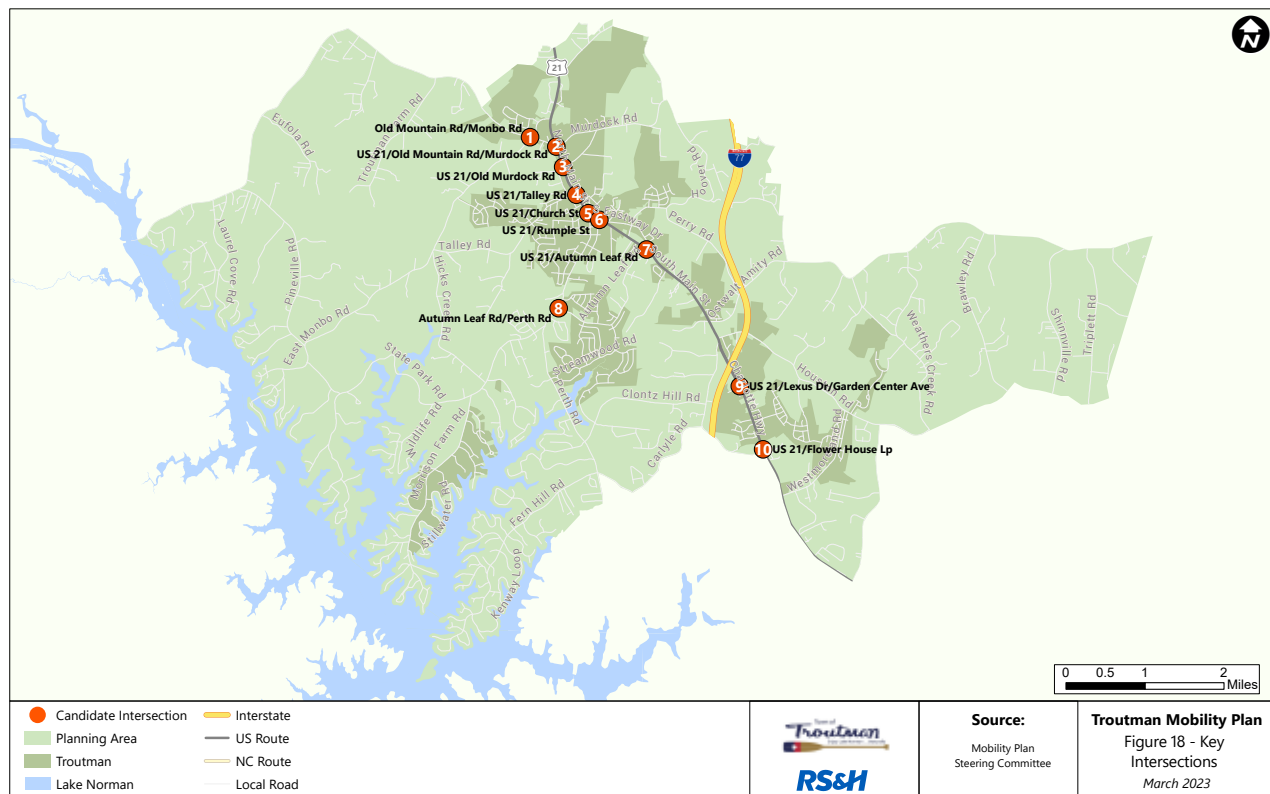 N
21
Old Mountain Rd/Monbo Rd
1
Murdock Rd
2
US 21/Old Mountain Rd/Murdock Rd
3
US 21/Old Murdock Rd
77
4
US 21/Talley Rd
5
US 21/Church St
6
US 21/Rumple St
7
US 21/Autumn Leaf Rd
8
Autumn Leaf Rd/Perth Rd
9
US 21/Lexus Dr/Garden Center Ave
10
US 21/Flower House Lp
Eufola Rd
Troutman Farm Rd
Eastway Dr
Perry Rd
Talley Rd
South Main St
Ostwalt Amity Rd
Autumn Leaf
Laurel Cove Rd
Pineville Rd
Hicks Creek Rd
East Monbo Rd
State Park Rd
Streamwood Rd
Perth Rd
Clontz Hill Rd
Charlotte Hwy
Houston Rd
Weathers Creek Rd
Brawley Rd
Shinnville Rd
Triplett Rd
Wildlife Rd
Morrison Farm Rd
Carlyle Rd
Westmoreland Rd
Stillwater Rd
Fern Hill Rd
Kenway Loop
0 0.5 1 2
Miles
Candidate Intersection
Planning Area
Troutman
Lake Norman
Interstate
US Route
NC Route
Local Road
Town of
Troutman
RS&H
Source:
Mobility Plan
Steering Committee
Troutman Mobility Plan
Figure 18 - Key
Intersections
March 2023